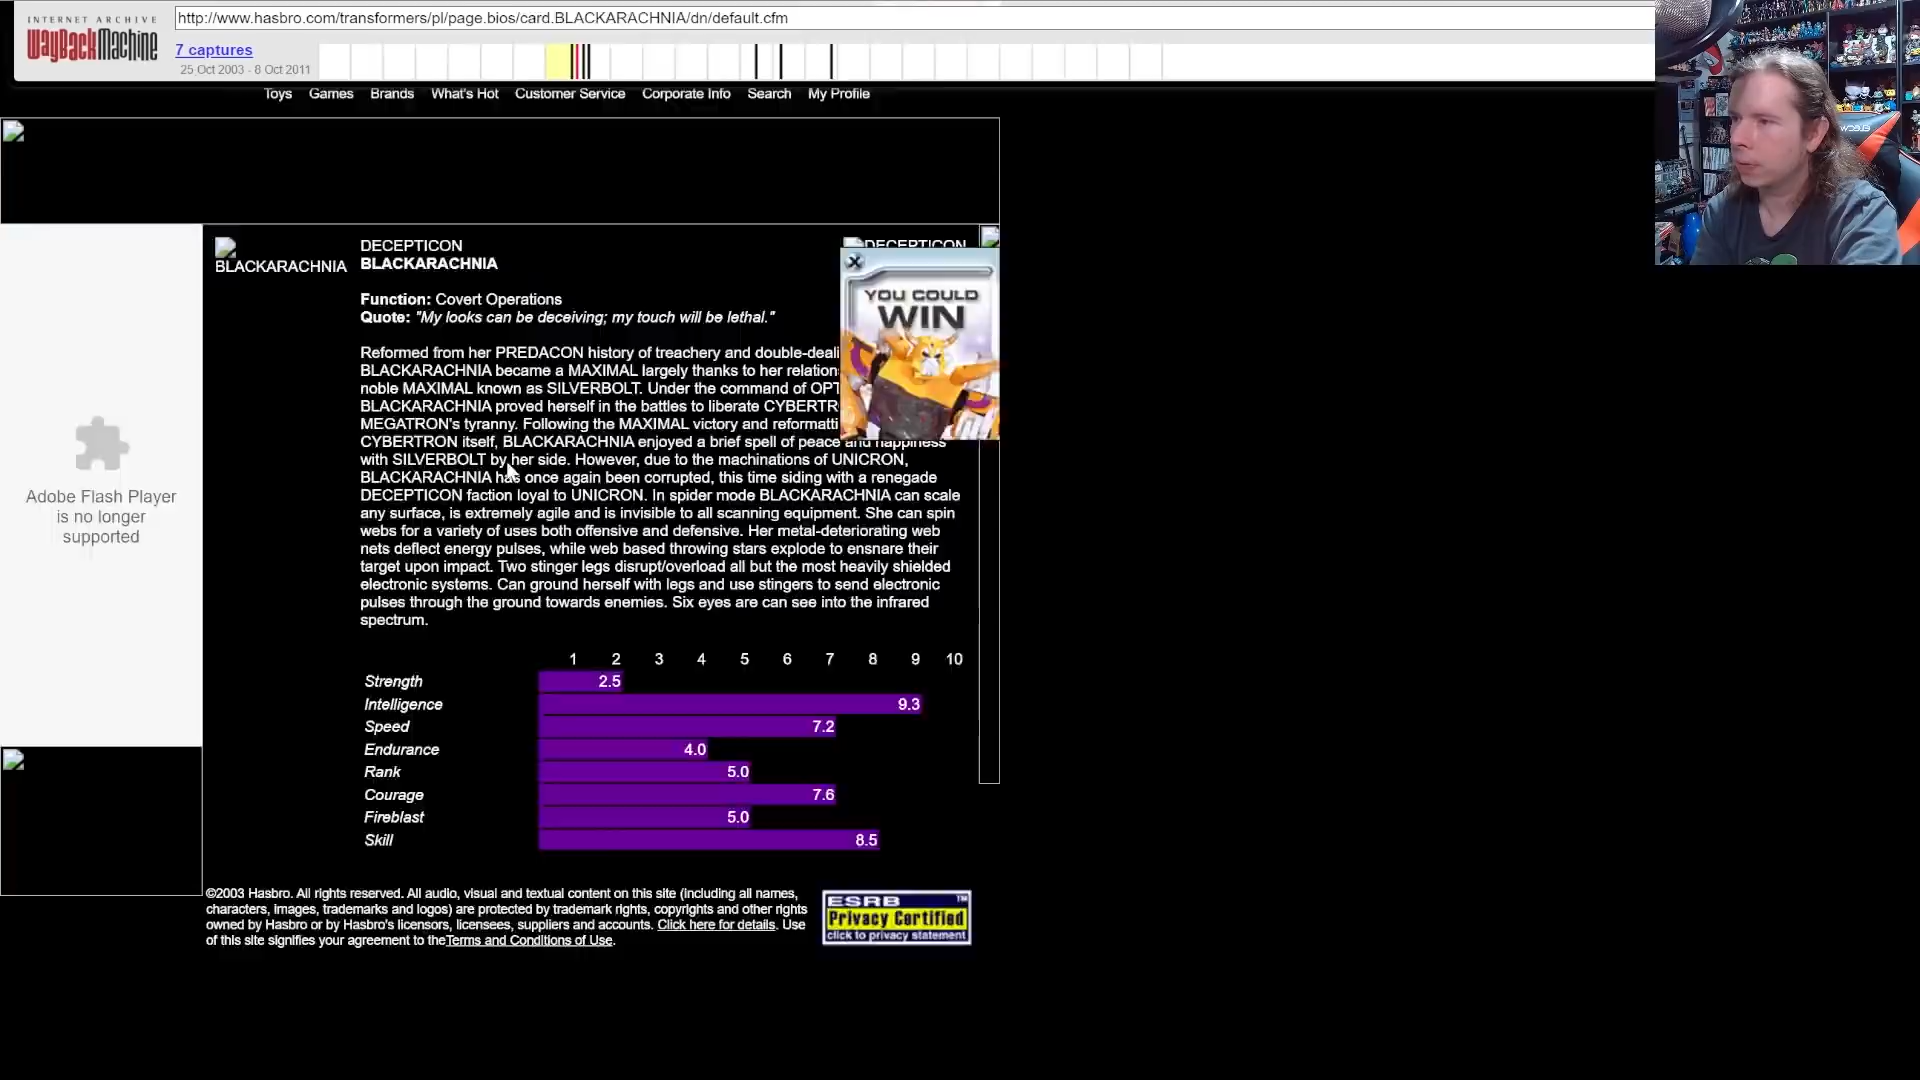 INTERNET ARCHIVE
WayBackMachine
http://www.hasbro.com/transformers/pl/page.bios/card.BLACKARACHNIA/dn/default.cfm
7 captures
25 Oct 2003 - 8 Oct 2011
Toys Games Brands What's Hot Customer Service Corporate Info Search My Profile
BLACKARACHNIA
DECEPTICON
BLACKARACHNIA
DECEPTICON
YOU COULD
WIN
Function: Covert Operations
Quote: "My looks can be deceiving; my touch will be lethal."
Reformed from her PREDACON history of treachery and double-deali
BLACKARACHNIA became a MAXIMAL largely thanks to her relations
noble MAXIMAL known as SILVERBOLT. Under the command of OPT
BLACKARACHNIA proved herself in the battles to liberate CYBERTR
MEGATRON's tyranny. Following the MAXIMAL victory and reformatti
CYBERTRON itself, BLACKARACHNIA enjoyed a brief spell of peace and happiness
with SILVERBOLT by her side. However, due to the machinations of UNICRON,
BLACKARACHNIA has once again been corrupted, this time siding with a renegade
DECEPTICON faction loyal to UNICRON. In spider mode BLACKARACHNIA can scale
any surface, is extremely agile and is invisible to all scanning equipment. She can spin
webs for a variety of uses both offensive and defensive. Her metal-deteriorating web
nets deflect energy pulses, while web based throwing stars explode to ensnare their
target upon impact. Two stinger legs disrupt/overload all but the most heavily shielded
electronic systems. Can ground herself with legs and use stingers to send electronic
pulses through the ground towards enemies. Six eyes are can see into the infrared
spectrum.
Adobe Flash Player
is no longer
supported
1 2 3 4 5 6 7 8 9 10
Strength 2.5
Intelligence 9.3
Speed 7.2
Endurance 4.0
Rank 5.0
Courage 7.6
Fireblast 5.0
Skill 8.5
©2003 Hasbro. All rights reserved. All audio, visual and textual content on this site (including all names,
characters, images, trademarks and logos) are protected by trademark rights, copyrights and other rights
owned by Hasbro or by Hasbro's licensors, licensees, suppliers and accounts. Click here for details. Use
of this site signifies your agreement to theTerms and Conditions of Use.
ESRB TM
Privacy Certified
click to privacy statement